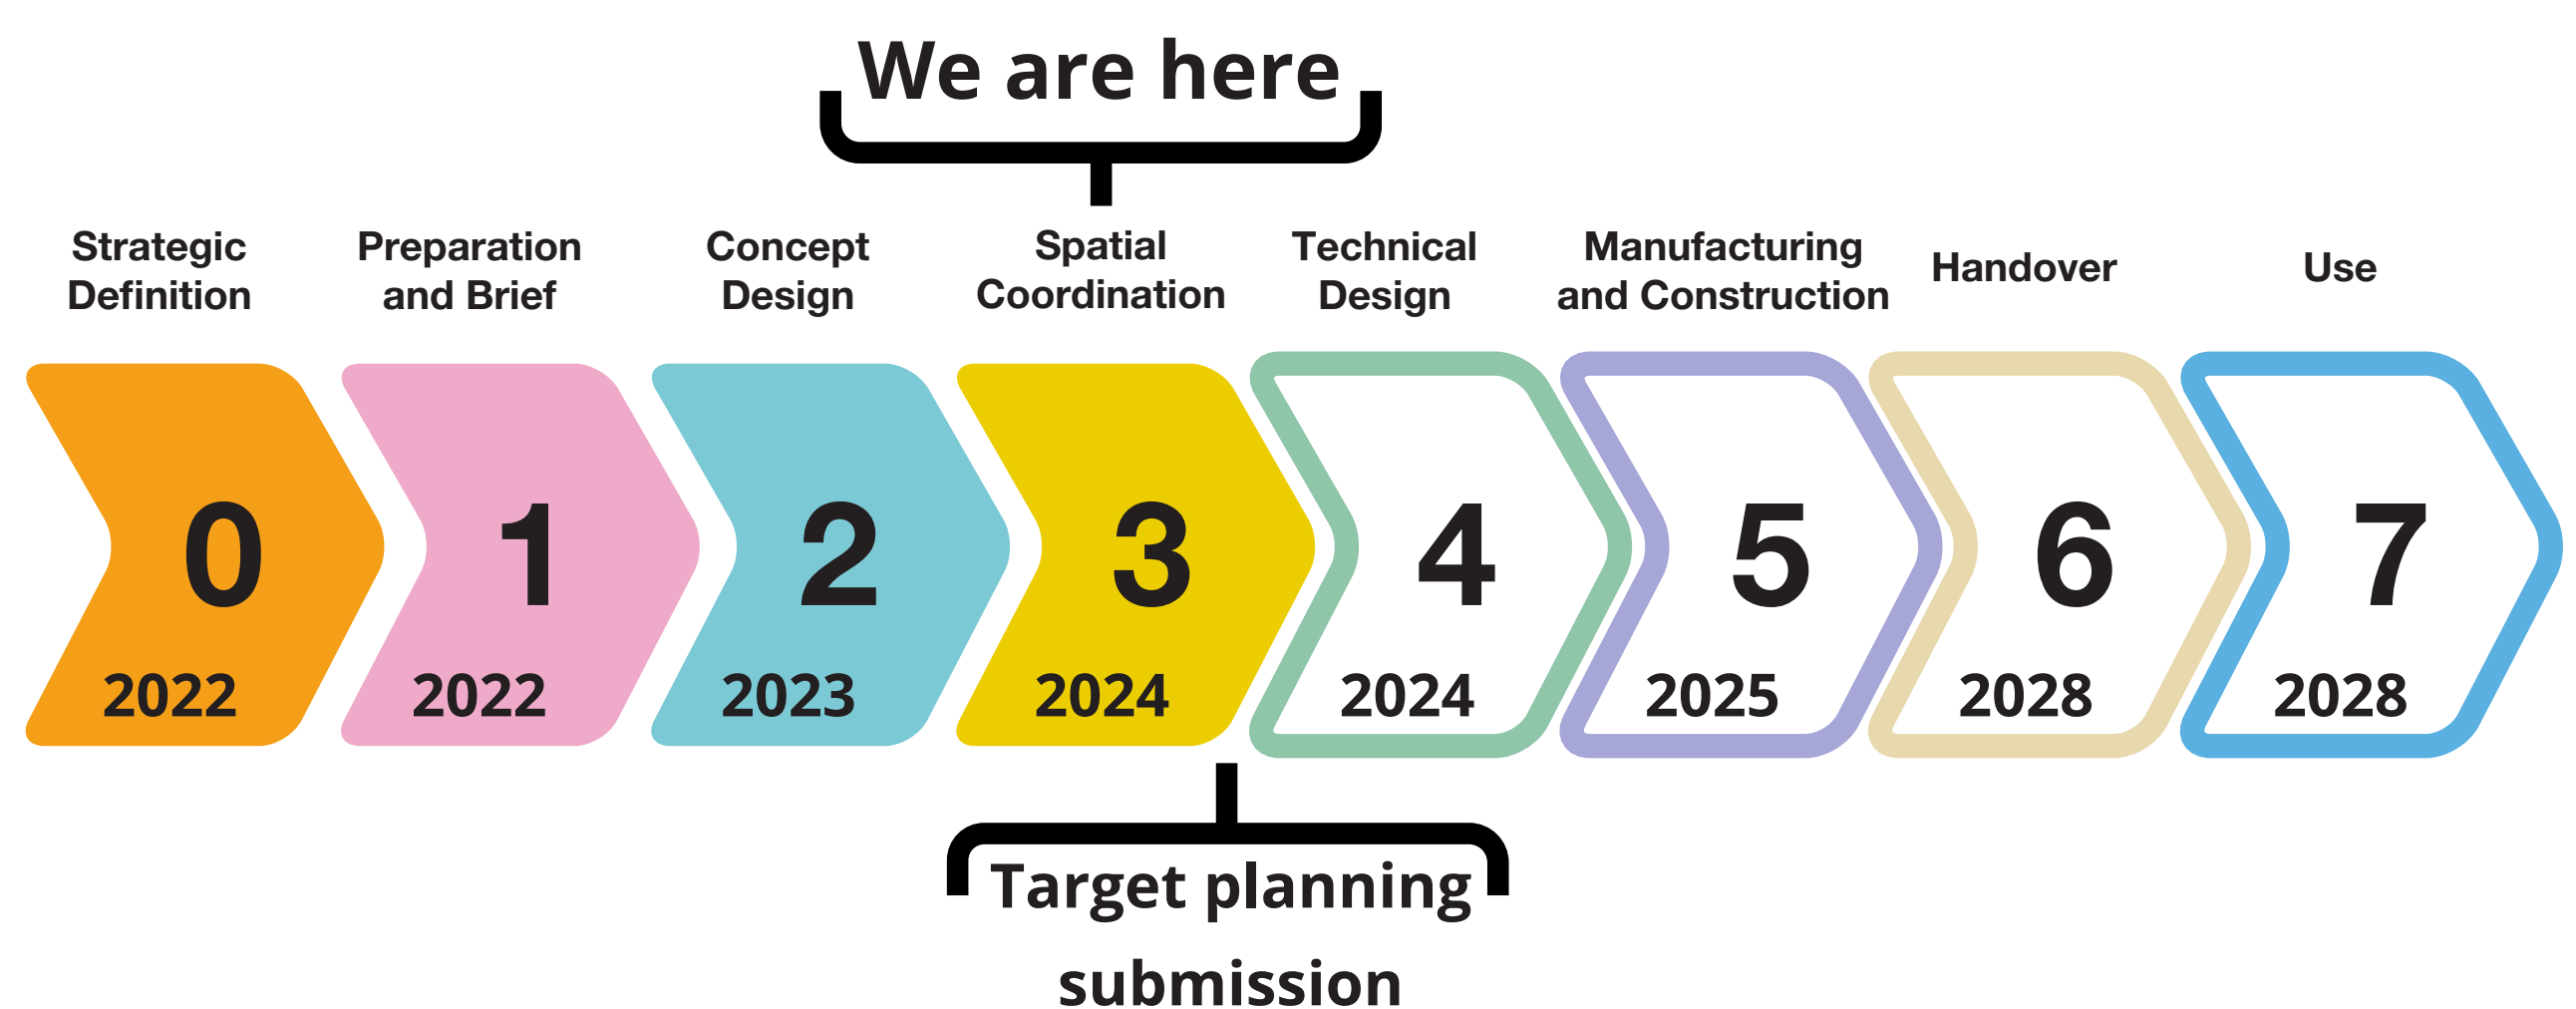 We are here
Strategic
Definition
Preparation
and Brief
Concept
Design
Spatial
Coordination
Technical
Design
Manufacturing
and Construction
Handover
Use
0
2022
1
2022
2
2023
3
2024
4
2024
5
2025
6
2028
7
2028
Target planning
submission